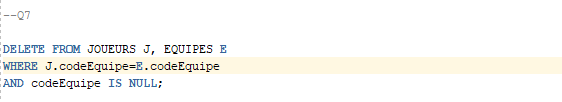 --Q7
DELETE FROM JOUEURS J, EQUIPES E
WHERE J.codeEquipe=E.codeEquipe
AND codeEquipe IS NULL;